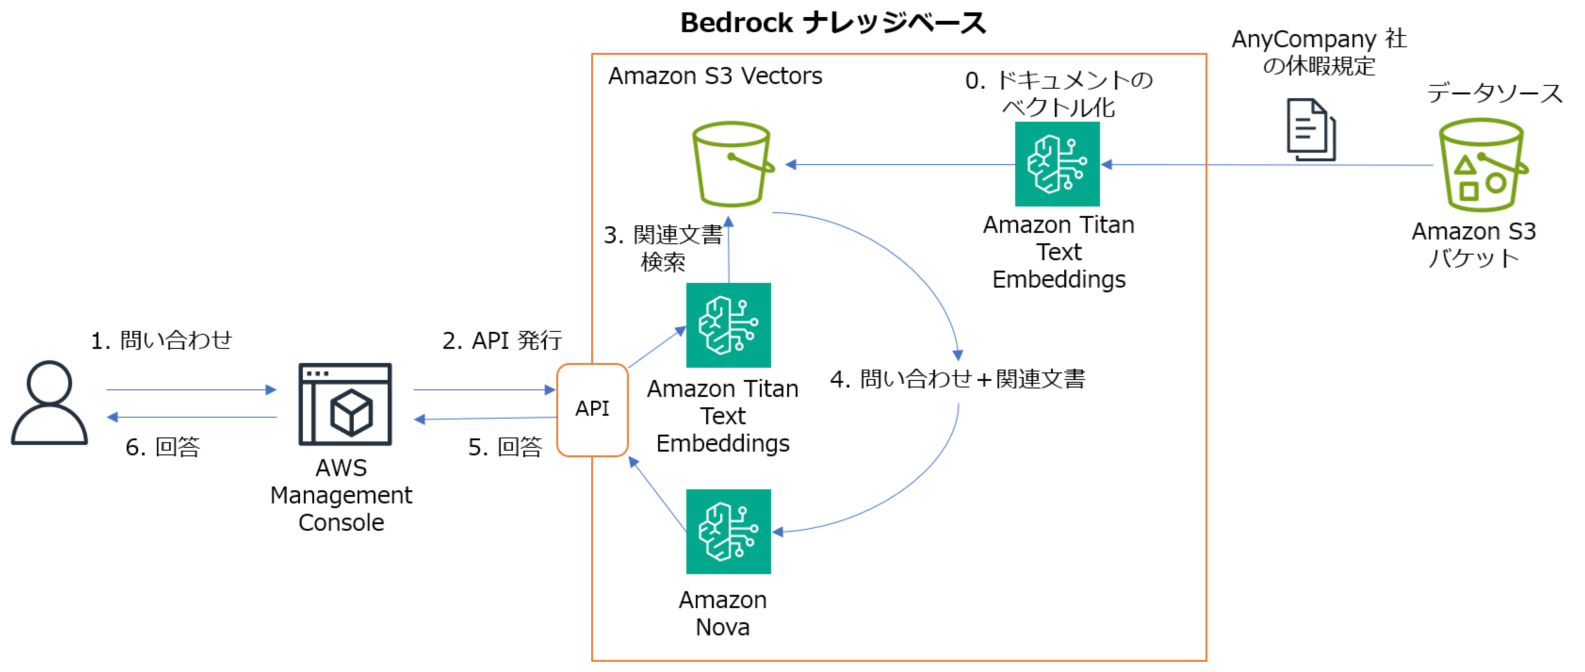 Bedrock ナレッジベース
Amazon S3 Vectors
0. ドキュメントの
ベクトル化
AnyCompany 社
の休暇規定
データソース
Amazon S3
バケット
Amazon Titan
Text
Embeddings
3. 関連文書
検索
1. 問い合わせ
2. API 発行
4. 問い合わせ＋関連文書
Amazon Titan
Text
Embeddings
API
6. 回答
5. 回答
AWS
Management
Console
Amazon
Nova